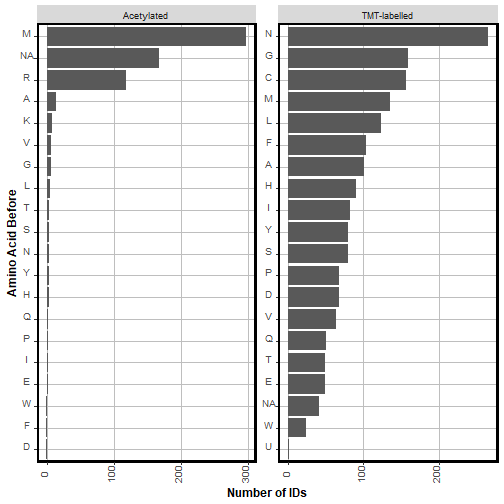 Acetylated
TMT-labelled
Amino Acid Before
M
NA
R
A
K
V
G
L
T
S
N
Y
H
Q
P
I
E
W
F
D
N
G
C
M
L
F
A
H
I
Y
S
P
D
V
Q
T
E
NA
W
U
0
100
200
300
0
100
200
Number of IDs